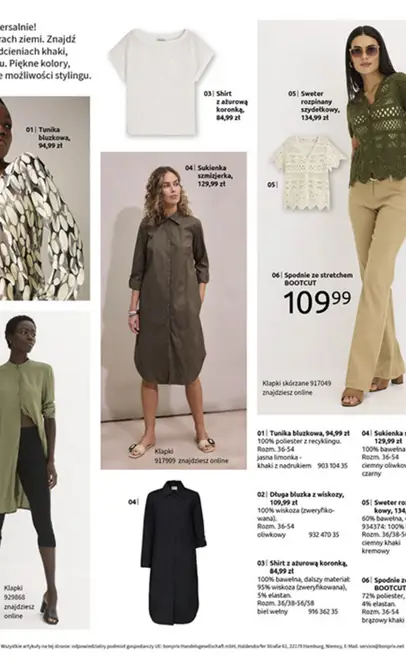 ersalnie!
rach ziemi. Znajdź
dcieniach khaki,
u. Piękne kolory,
e możliwości stylingu.
01 | Tunika
bluzkowa,
94,99 zł
03 | Shirt
z ażurową
koronką,
84,99 zł
05 | Sweter
rozpinany
szydełkowy,
134,99 zł
05 |
04 | Sukienka
szmizjerka,
129,99 zł
06 | Spodnie ze stretchem
BOOTCUT
109⁹⁹
Klapki skórzane 917049
znajdziesz online
Klapki
917909 znajdziesz online
04 |
Klapki
929868
znajdziesz
online
01 | Tunika bluzkowa, 94,99 zł
100% poliester z recyklingu.
Rozm. 36-54
jasna limonka -
khaki z nadrukiem 903 104 35
02 | Długa bluzka z wiskozy,
109,99 zł
100% wiskoza (zweryfiko-
wana).
Rozm. 36-54
oliwkowy 932 470 35
03 | Shirt z ażurową koronką,
84,99 zł
100% bawełna, dalszy materiał:
95% wiskoza (zweryfikowana),
5% elastan.
Rozm. 36/38-56/58
biel wełny 916 362 35
04 | Sukienka s
129,99 zł
100% bawełna
Rozm. 36-54
ciemny oliwkow
czarny
05 | Sweter roz
kowy, 134,
60% bawełna,
934374: 100%
Rozm. 36/38-5
ciemny khaki
kremowy
06 | Spodnie ze
BOOTCUT
72% poliester,
4% elastan.
Rozm. 36-54
brązowy khaki
Wszystkie artykuły na tej stronie: odpowiedzialny podmiot gospodarczy UE: bonprix Handelsgesellschaft mbH, Haldesdorfer Straße 61, 22179 Hamburg, Niemcy, E-Mail: service@bonprix.net